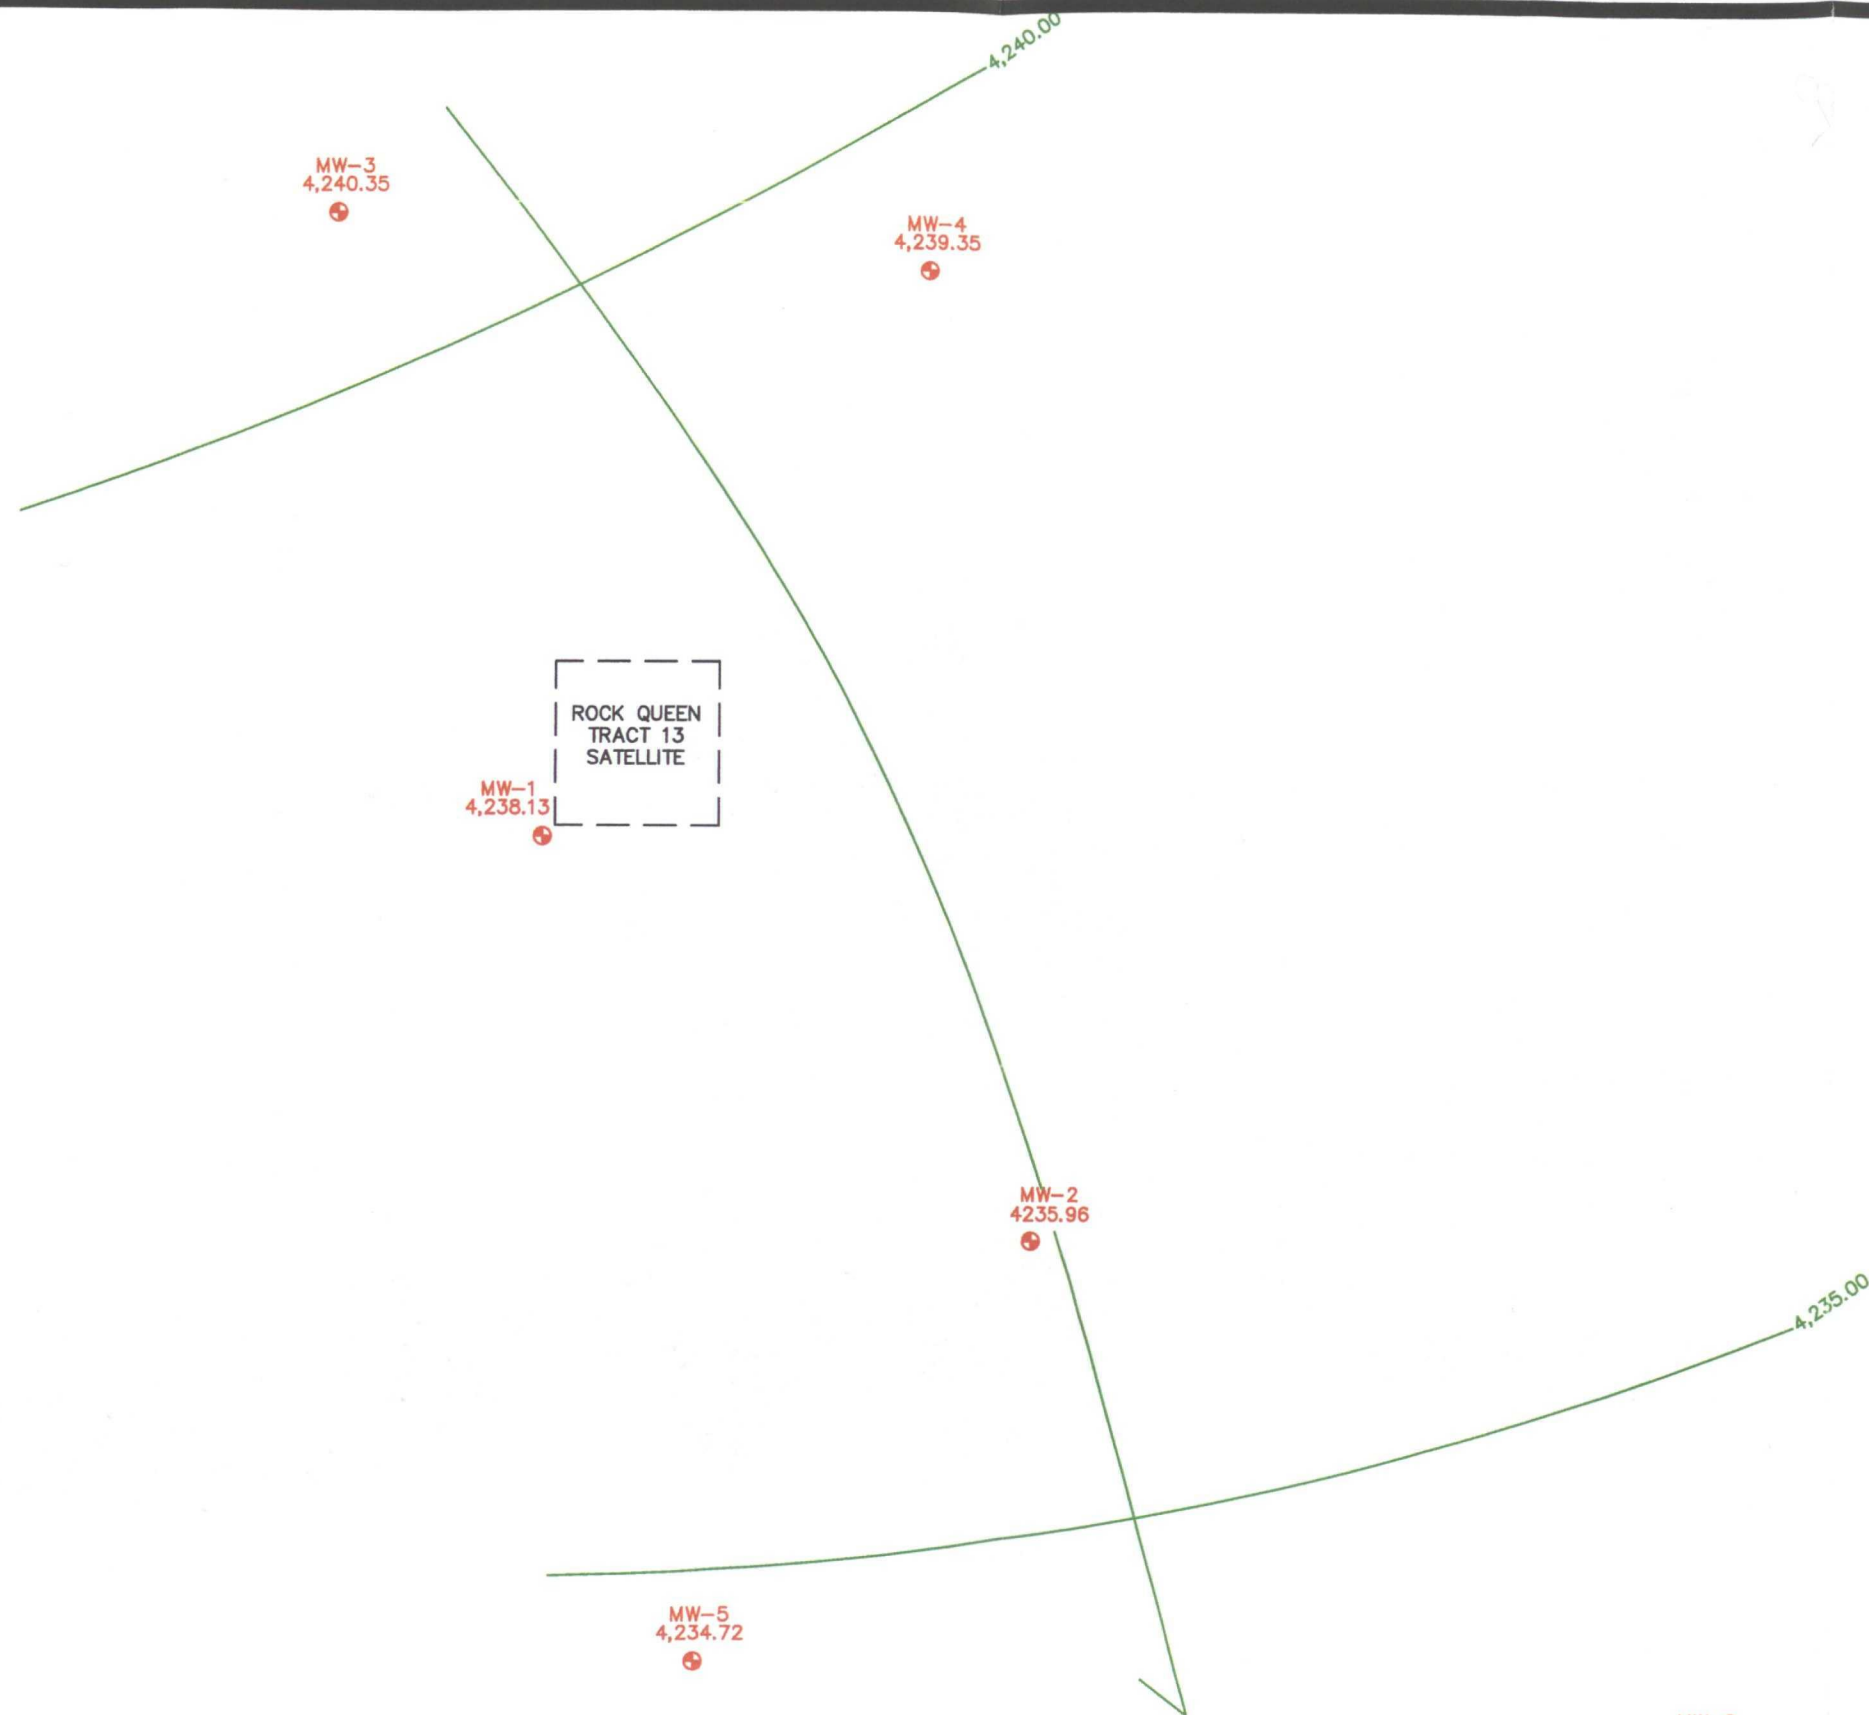 4,240.00
MW-3
4,240.35
MW-4
4,239.35
ROCK QUEEN
TRACT 13
SATELLITE
MW-1
4,238.13
MW-2
4235.96
4,235.00
MW-5
4,234.72